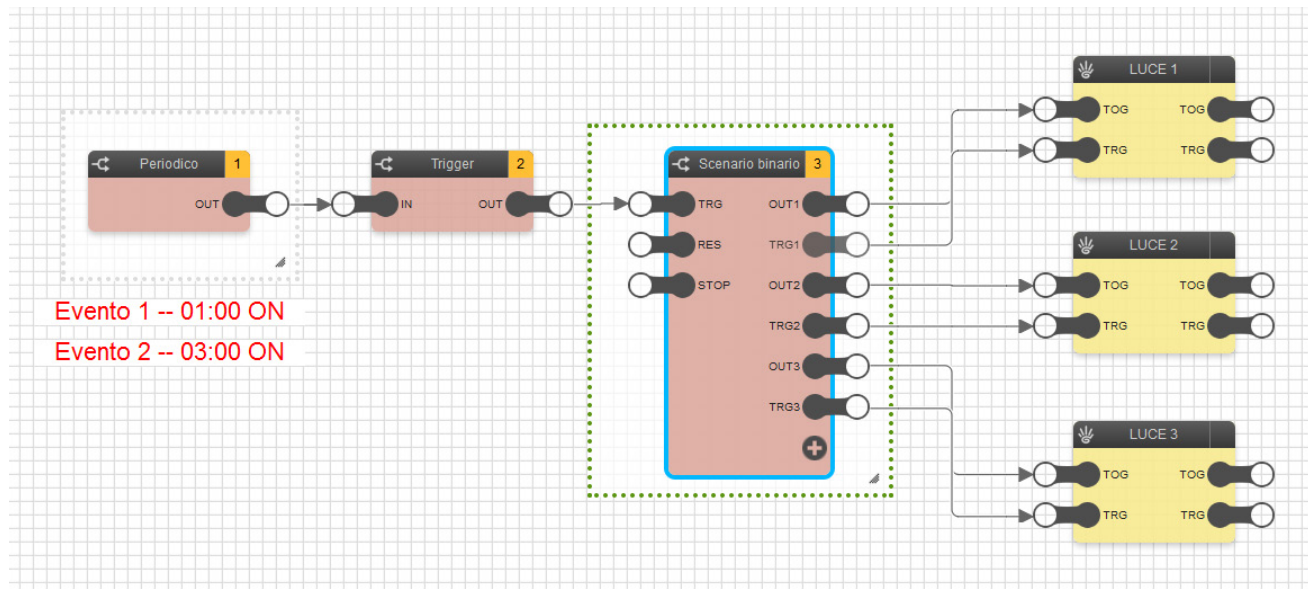 Periodico 1
OUT
Evento 1 -- 01:00 ON
Evento 2 -- 03:00 ON
Trigger 2
IN OUT
Scenario binario 3
TRG OUT1
RES TRG1
STOP OUT2
TRG2
OUT3
TRG3
LUCE 1
TOG TOG
TRG TRG
LUCE 2
TOG TOG
TRG TRG
LUCE 3
TOG TOG
TRG TRG